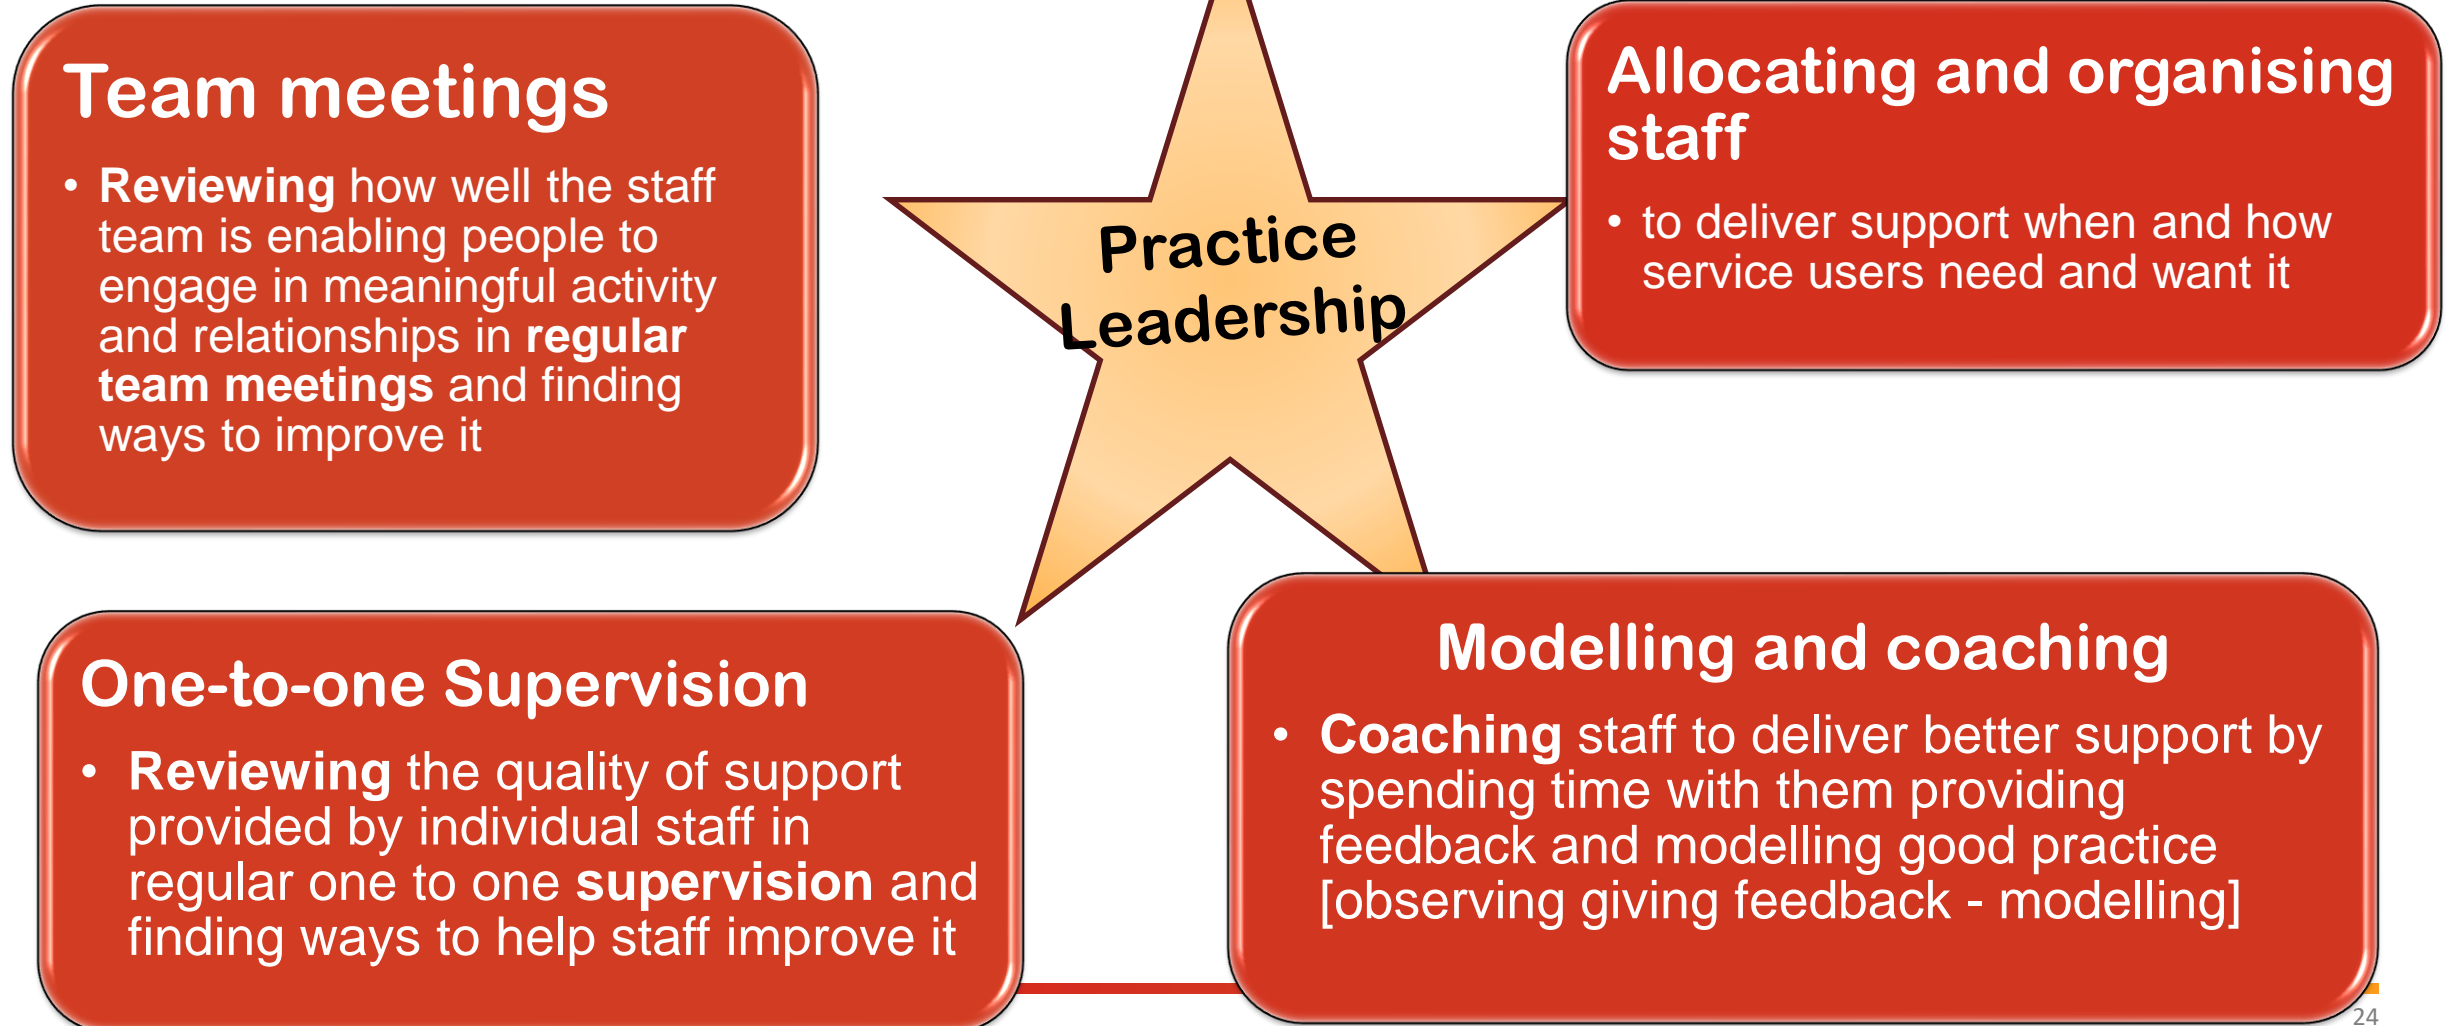 Team meetings
• Reviewing how well the staff
team is enabling people to
engage in meaningful activity
and relationships in regular
team meetings and finding
ways to improve it
Practice
Leadership
Allocating and organising
staff
• to deliver support when and how
service users need and want it
One-to-one Supervision
• Reviewing the quality of support
provided by individual staff in
regular one to one supervision and
finding ways to help staff improve it
Modelling and coaching
• Coaching staff to deliver better support by
spending time with them providing
feedback and modelling good practice
[observing giving feedback - modelling]
24